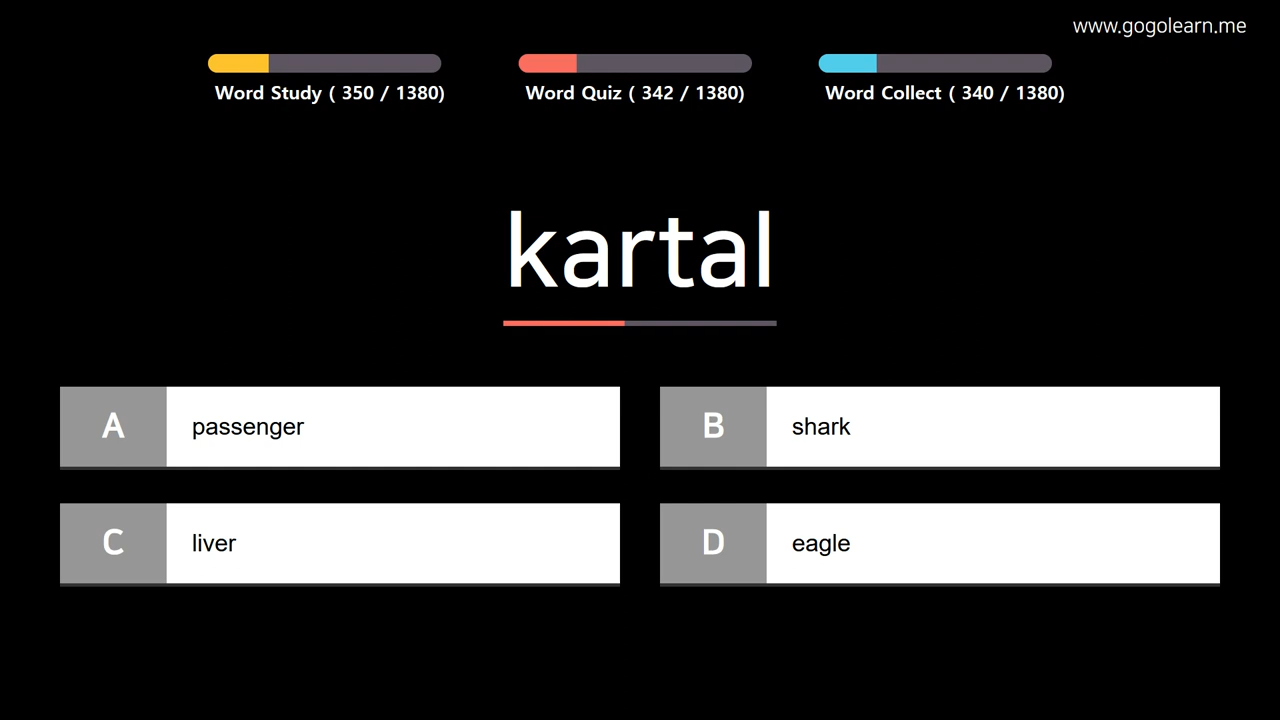 www.gogolearn.me
Word Study ( 350 / 1380)
Word Quiz ( 342 / 1380)
Word Collect ( 340 / 1380)
kartal
A passenger
B shark
C liver
D eagle